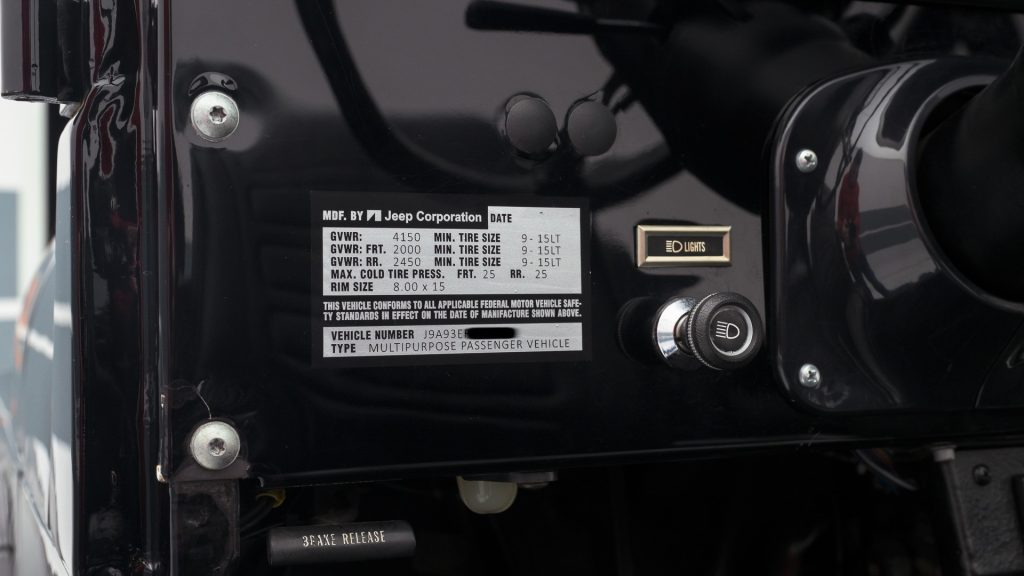 MDF. BY Jeep Corporation DATE
GVWR: 4150 MIN. TIRE SIZE 9-15LT
GVWR: FRT. 2000 MIN. TIRE SIZE 9-15LT
GVWR: RR. 2450 MIN. TIRE SIZE 9-15LT
MAX. COLD TIRE PRESS. FRT. 25 RR. 25
RIM SIZE 8.00 x 15
THIS VEHICLE CONFORMS TO ALL APPLICABLE FEDERAL MOTOR VEHICLE SAFE-
TY STANDARDS IN EFFECT ON THE DATE OF MANUFACTURE SHOWN ABOVE.
VEHICLE NUMBER J9A93E
TYPE MULTIPURPOSE PASSENGER VEHICLE
LIGHTS
BRAKE RELEASE